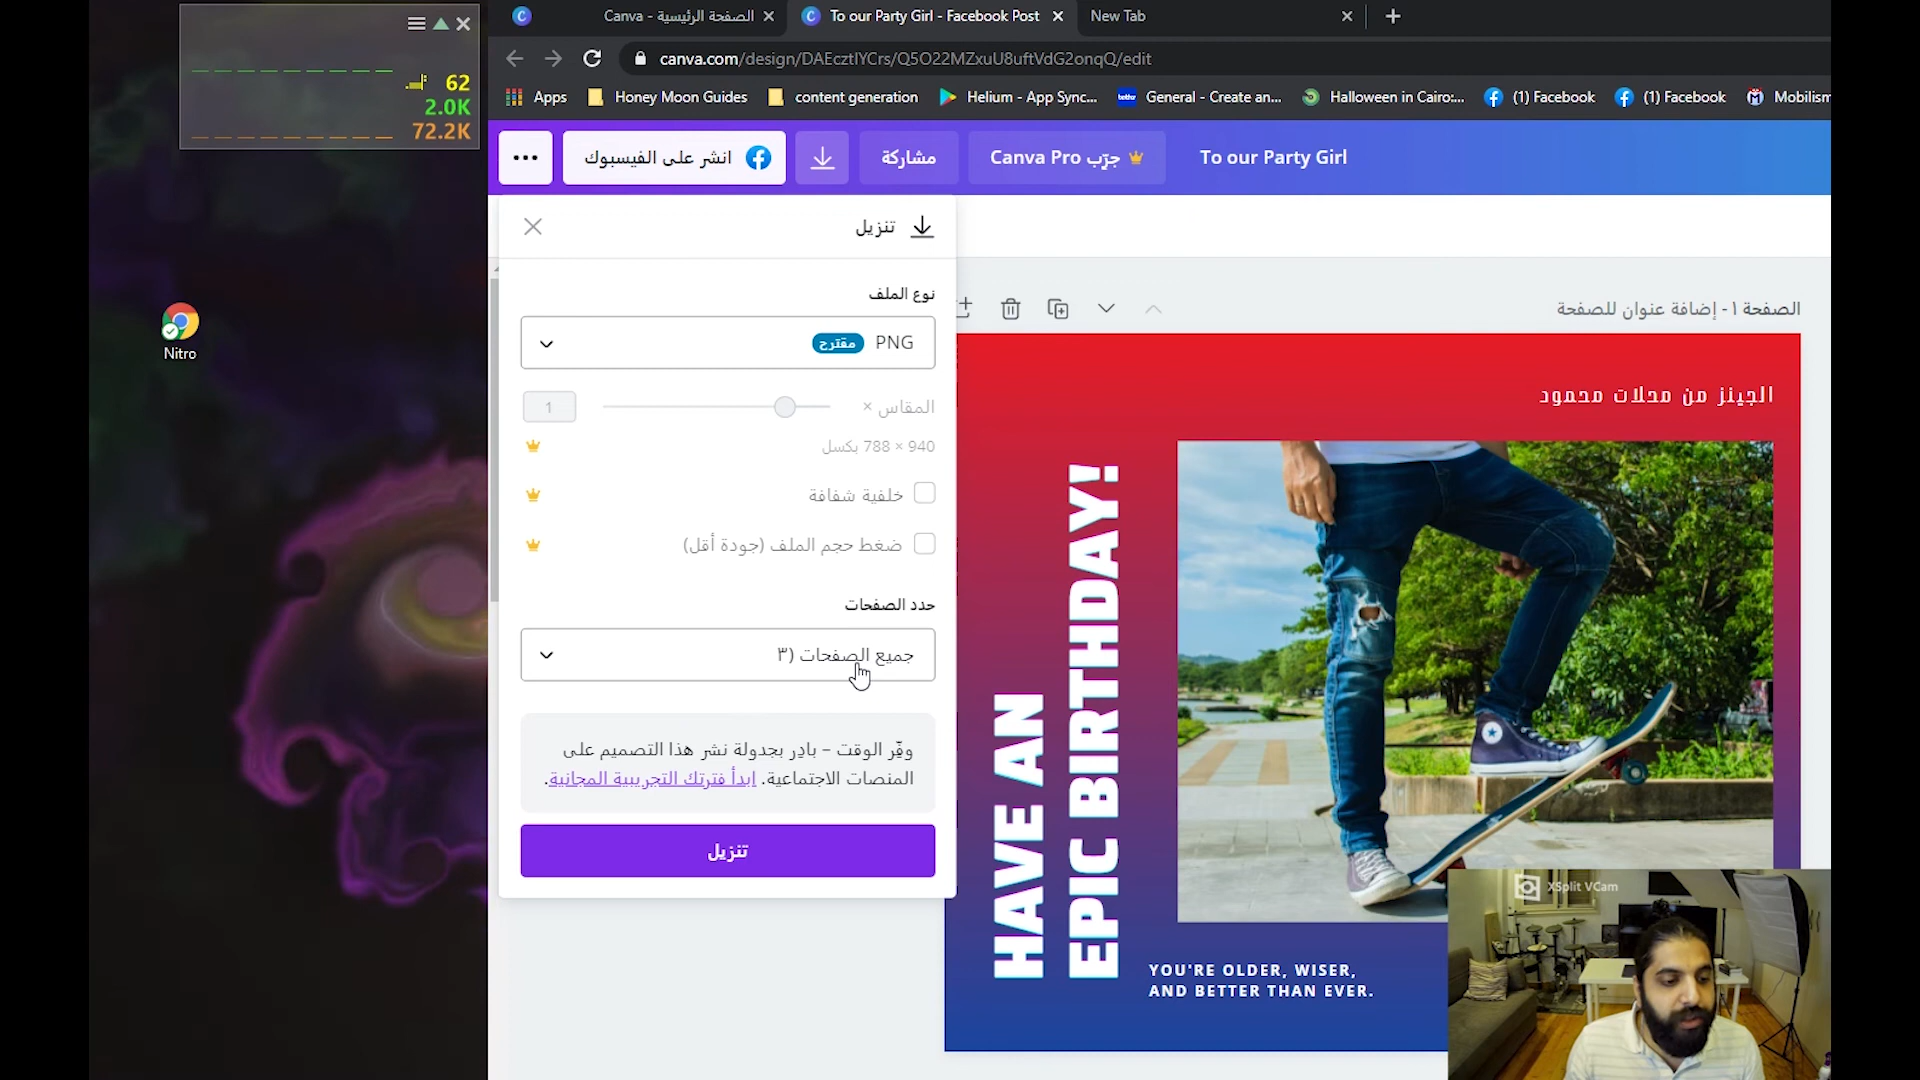 62
2.0K
72.2K
Nitro
Canva - الصفحة الرئيسية
To our Party Girl - Facebook Post
New Tab
canva.com/design/DAEcztIYCrs/Q5O22MZxuU8uftVdG2onqQ/edit
Apps
Honey Moon Guides
content generation
Helium - App Sync...
General - Create an...
Halloween in Cairo:...
(1) Facebook
(1) Facebook
Mobilism
انشر على الفيسبوك
مشاركة
جرّب Canva Pro
To our Party Girl
تنزيل
نوع الملف
PNG مقترح
المقاس ×
1
940 × 788 بكسل
خلفية شفافة
ضغط حجم الملف (جودة أقل)
حدد الصفحات
جميع الصفحات (٣
وفّر الوقت – بادِر بجدولة نشر هذا التصميم على
المنصات الاجتماعية. ابدأ فترتك التجريبية المجانية.
تنزيل
الصفحة ١ - إضافة عنوان للصفحة
الجينز من محلات محمود
HAVE AN
EPIC BIRTHDAY!
YOU'RE OLDER, WISER,
AND BETTER THAN EVER.
XSplit VCam